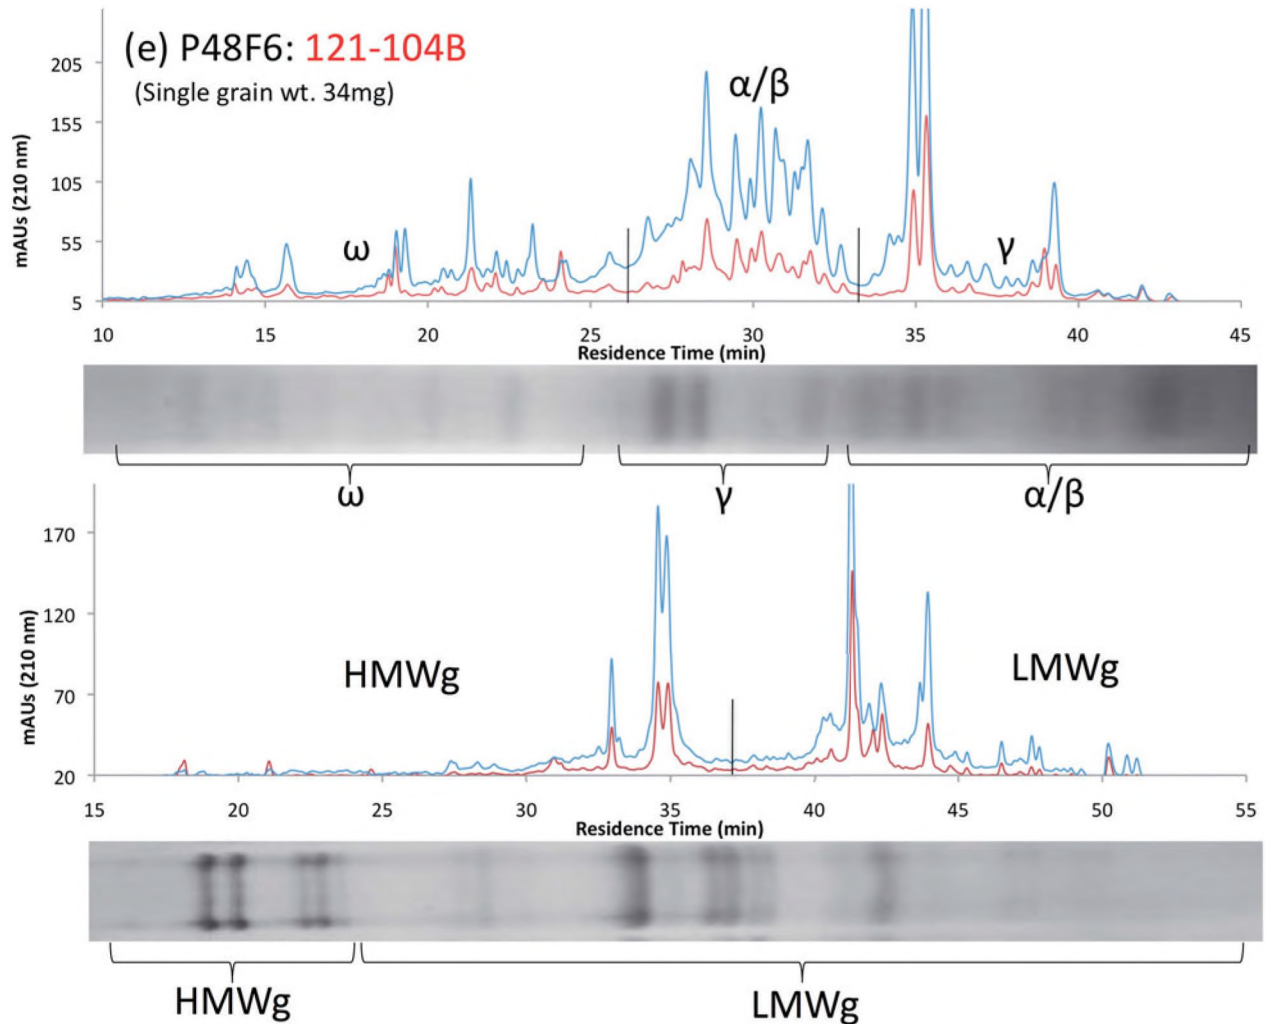 (e) P48F6: 121-104B
(Single grain wt. 34mg)
mAUs (210 nm)
205
155
105
55
5
ω
α/β
γ
10 15 20 25 30 35 40 45
Residence Time (min)
ω γ α/β
mAUs (210 nm)
170
120
70
20
HMWg
LMWg
15 20 25 30 35 40 45 50 55
Residence Time (min)
HMWg LMWg